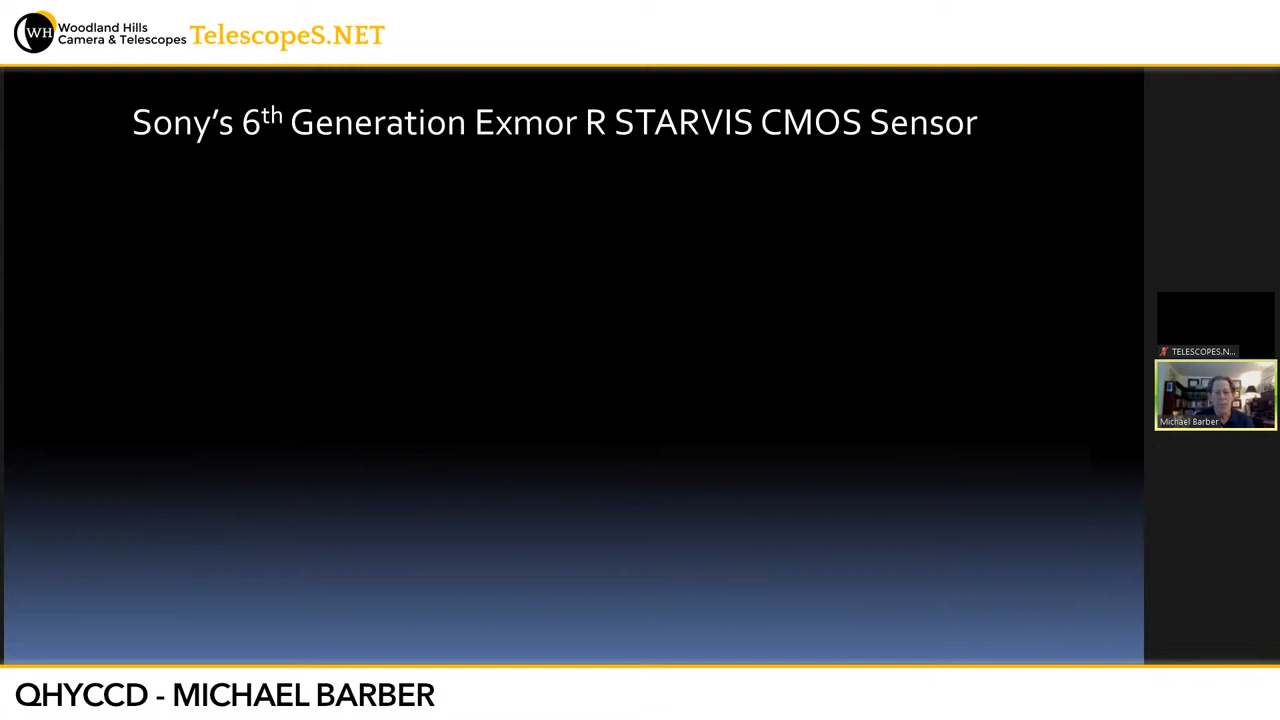 WH
Woodland Hills
Camera & Telescopes
TelescopeS.NET
Sony's 6th Generation Exmor R STARVIS CMOS Sensor
TELESCOPES.N...
Michael Barber
QHYCCD - MICHAEL BARBER